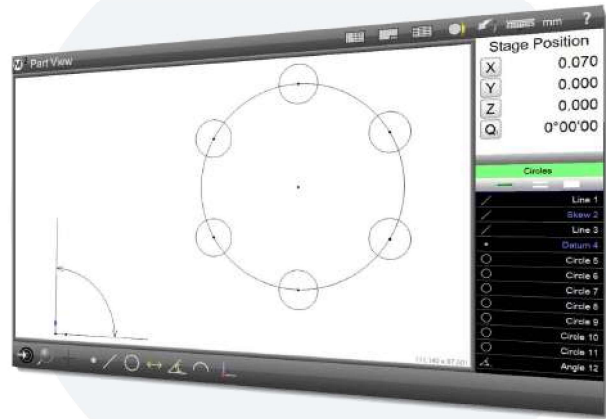 Part View
mm ?
Stage Position
X 0.070
Y 0.000
Z 0.000
Q 0°00'00
Circles
Line 1
Skew 2
Line 3
Datum 4
Circle 5
Circle 6
Circle 7
Circle 8
Circle 9
Circle 10
Circle 11
Angle 12